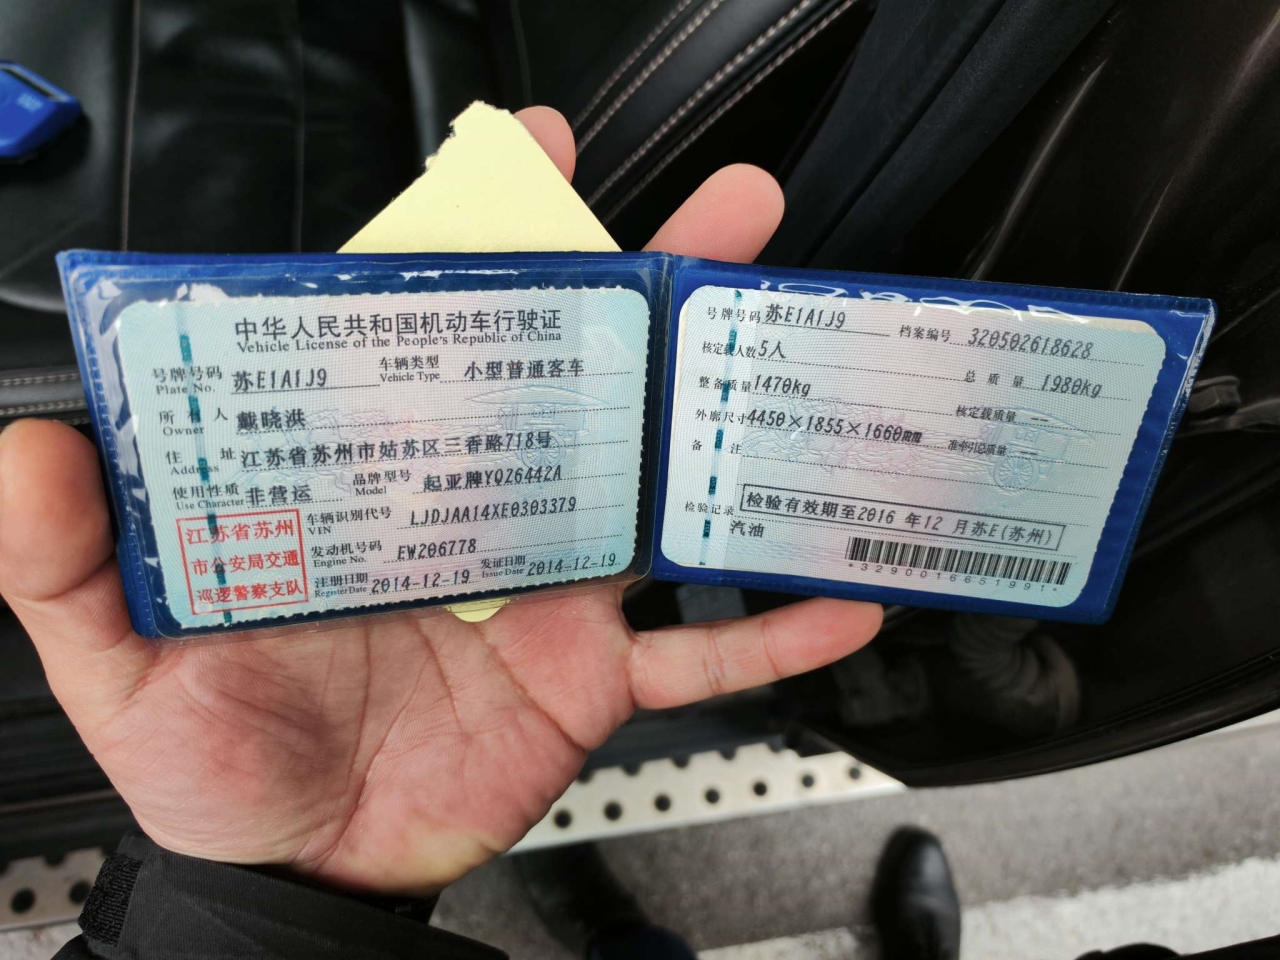 中华人民共和国机动车行驶证
Vehicle License of the People's Republic of China
号牌号码 苏E1A1J9 车辆类型 小型普通客车
Plate No. Vehicle Type
所有人 戴晓洪
Owner
住址 江苏省苏州市姑苏区三香路718号
Address
使用性质 非营运 品牌型号 起亚牌YQZ6442A
Use Character Model
江苏省苏州
市公安局交通
巡逻警察支队
车辆识别代号 LJDJAA14XE0303379
VIN
发动机号码 EW206778
Engine No.
注册日期 2014-12-19 发证日期 2014-12-19
Register Date Issue Date
号牌号码 苏E1A1J9 档案编号 320502618628
核定载人数 5人 总质量 1980kg
整备质量 1470kg 核定载质量 --
外廓尺寸 4450×1855×1660mm 准牵引总质量 --
备注
检验有效期至2016年12月苏E(苏州)
检验记录
汽油
*3290016651991*